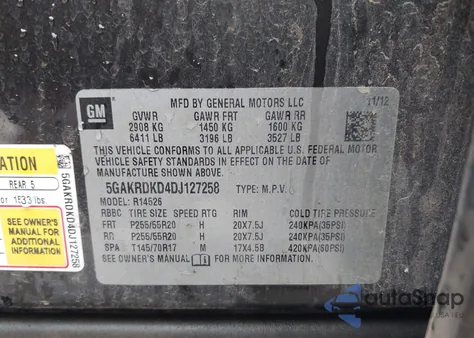 GM
MFD BY GENERAL MOTORS LLC 11/12
GVWR GAWR FRT GAWR RR
2908 KG 1450 KG 1600 KG
6411 LB 3196 LB 3527 LB
THIS VEHICLE CONFORMS TO ALL APPLICABLE U.S. FEDERAL MOTOR
VEHICLE SAFETY STANDARDS IN EFFECT ON THE DATE OF
MANUFACTURE SHOWN ABOVE.
5GAKRDKD4DJ127258 TYPE: M.P.V.
MODEL: R14526
RBBC TIRE SIZE SPD RTG RIM COLD TIRE PRESSURE
FRT P255/55R20 H 20X7.5J 240KPA(35PSI)
RR P255/55R20 H 20X7.5J 240KPA(35PSI)
SPA T145/70R17 M 17X4.5B 420KPA(60PSI)
SEE OWNER'S MANUAL FOR MORE INFORMATION.
ATION
REAR 5
lbs.
SEE OWNER'S
MANUAL FOR
ADDITIONAL
INFORMATION
5GAKRDKD4DJ127258
autoSnap